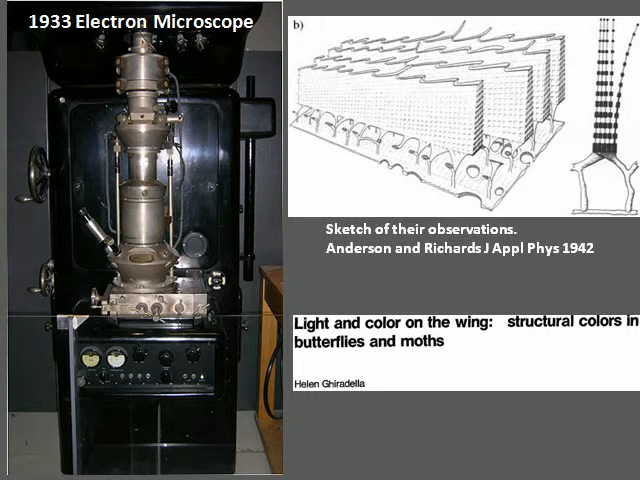 1933 Electron Microscope
b)
Sketch of their observations.
Anderson and Richards J Appl Phys 1942
Light and color on the wing: structural colors in
butterflies and moths
Helen Ghiradella